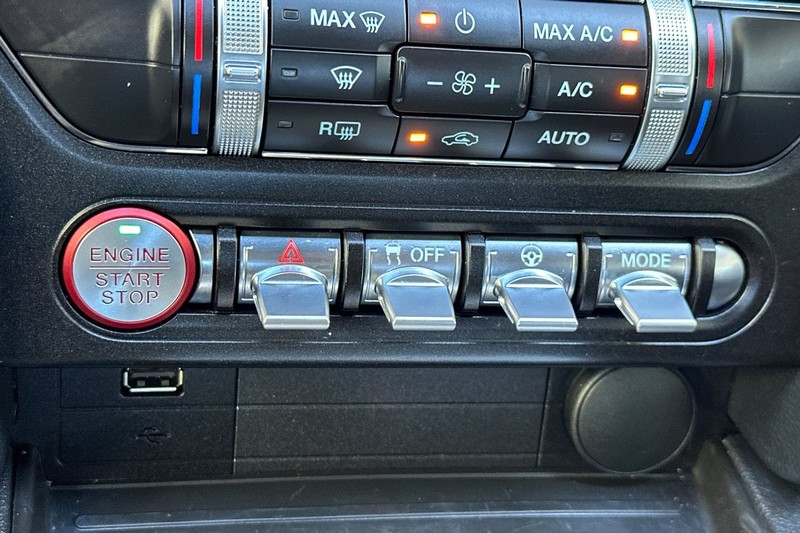 MAX
MAX A/C
− +
A/C
R
AUTO
ENGINE
START
STOP
OFF
MODE